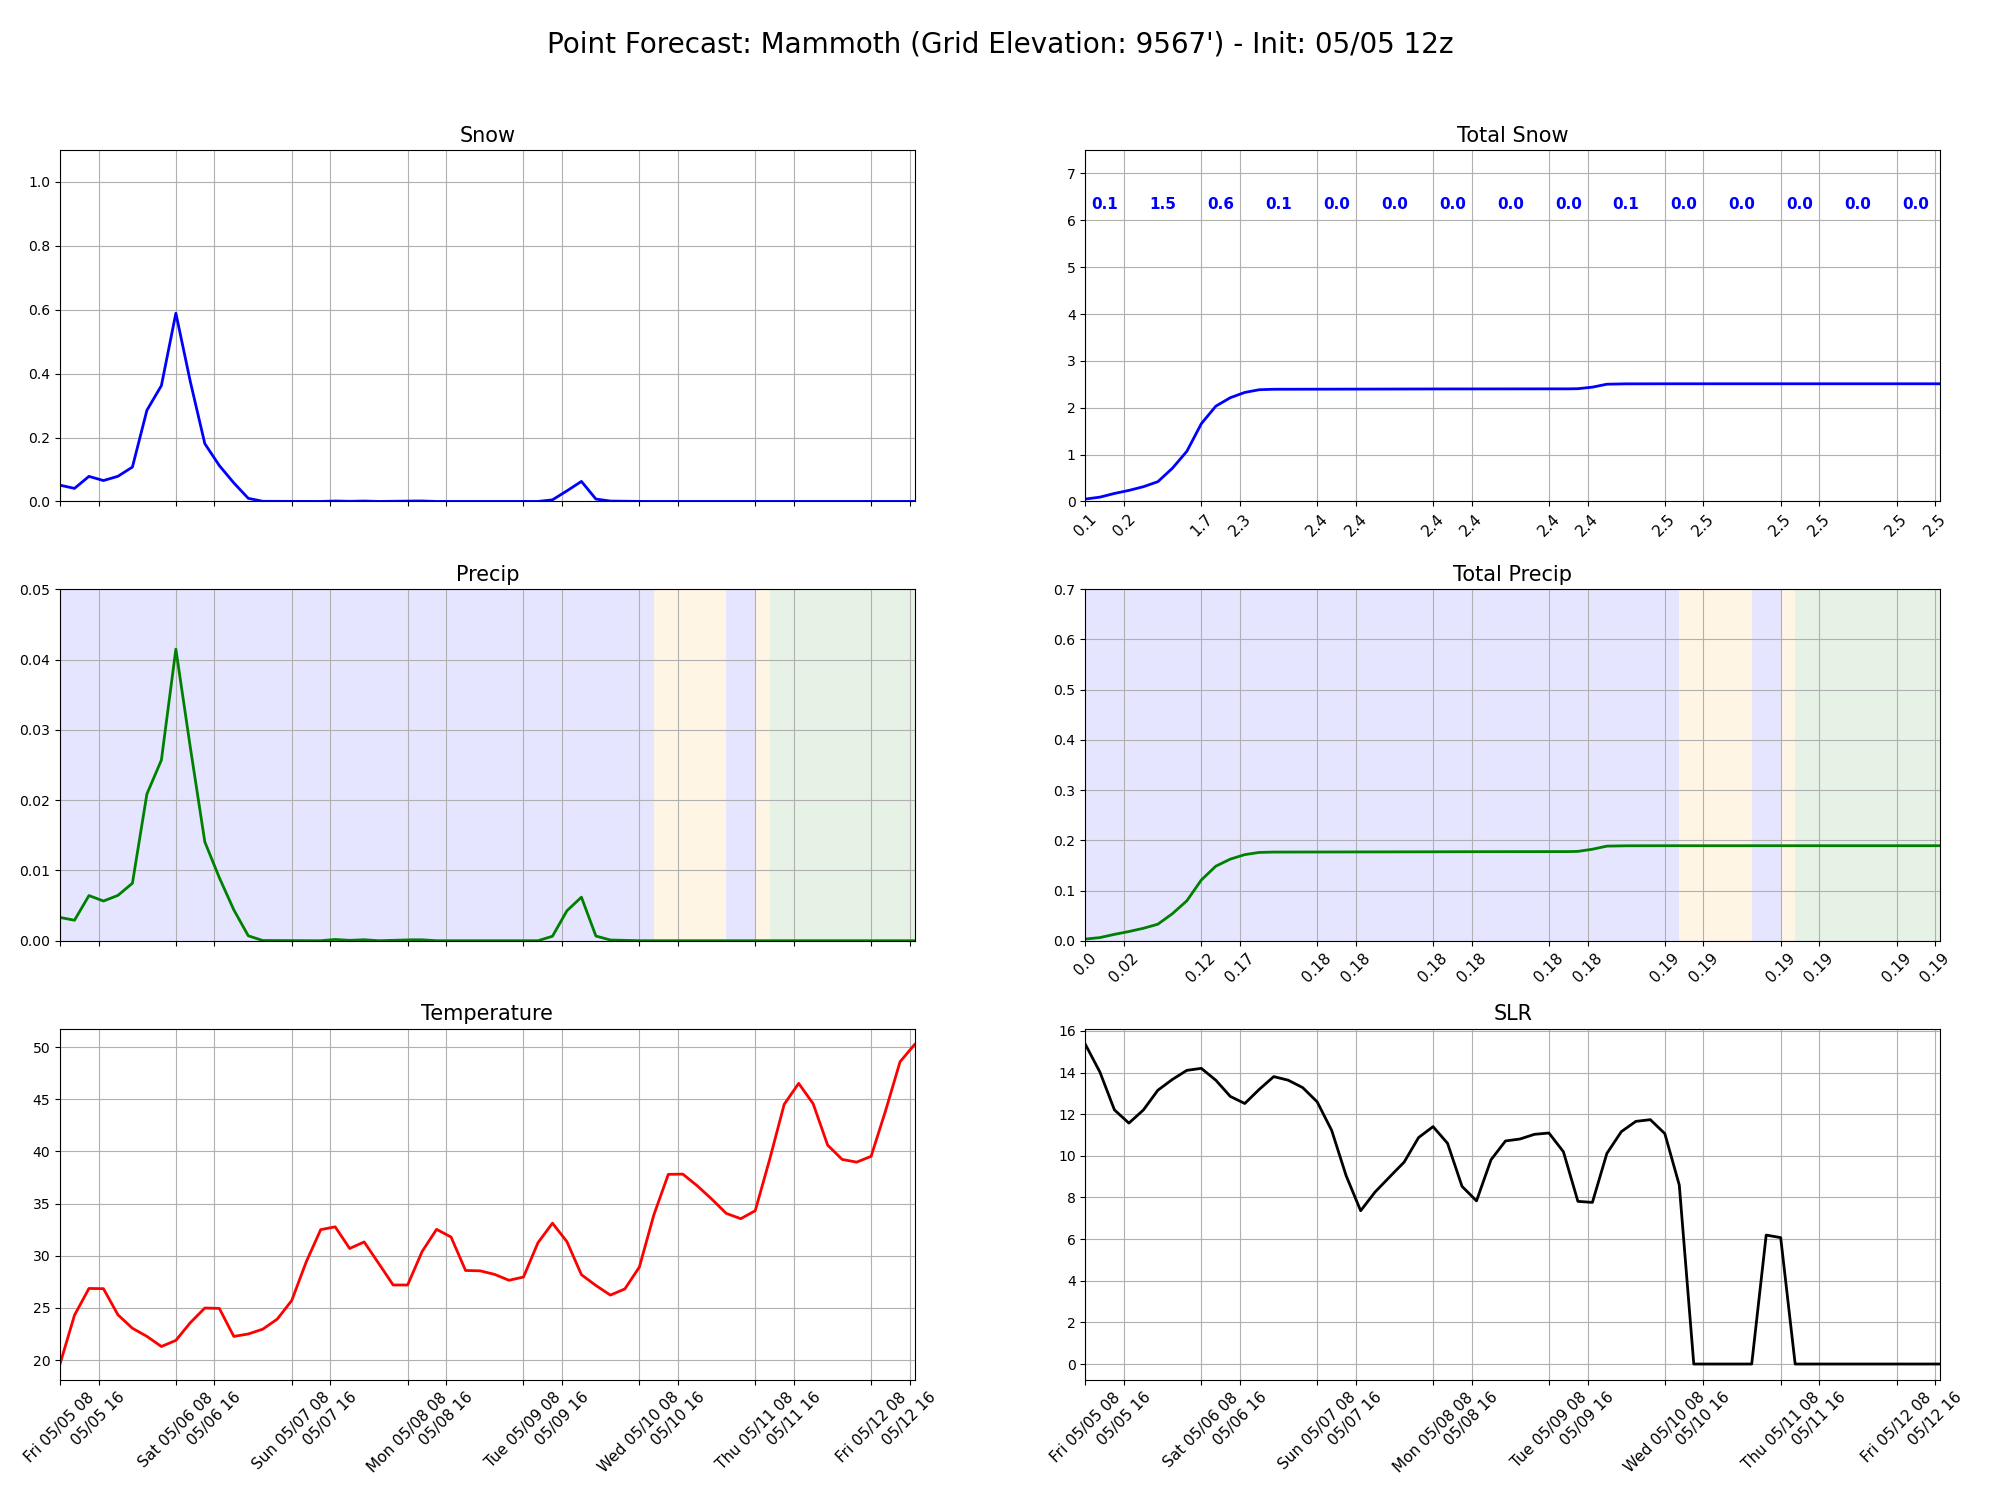 Point Forecast: Mammoth (Grid Elevation: 9567') - Init: 05/05 12z
Snow
1.0
0.8
0.6
0.4
0.2
0.0
Total Snow
7
6
5
4
3
2
1
0
0.1 1.5 0.6 0.1 0.0 0.0 0.0 0.0 0.0 0.1 0.0 0.0 0.0 0.0 0.0
0.1 0.2 1.7 2.3 2.4 2.4 2.4 2.4 2.4 2.4 2.5 2.5 2.5 2.5 2.5 2.5
Precip
0.05
0.04
0.03
0.02
0.01
0.00
Total Precip
0.7
0.6
0.5
0.4
0.3
0.2
0.1
0.0
0.0 0.02 0.12 0.17 0.18 0.18 0.18 0.18 0.18 0.18 0.19 0.19 0.19 0.19 0.19 0.19
Temperature
50
45
40
35
30
25
20
Fri 05/05 08
05/05 16
Sat 05/06 08
05/06 16
Sun 05/07 08
05/07 16
Mon 05/08 08
05/08 16
Tue 05/09 08
05/09 16
Wed 05/10 08
05/10 16
Thu 05/11 08
05/11 16
Fri 05/12 08
05/12 16
SLR
16
14
12
10
8
6
4
2
0
Fri 05/05 08
05/05 16
Sat 05/06 08
05/06 16
Sun 05/07 08
05/07 16
Mon 05/08 08
05/08 16
Tue 05/09 08
05/09 16
Wed 05/10 08
05/10 16
Thu 05/11 08
05/11 16
Fri 05/12 08
05/12 16